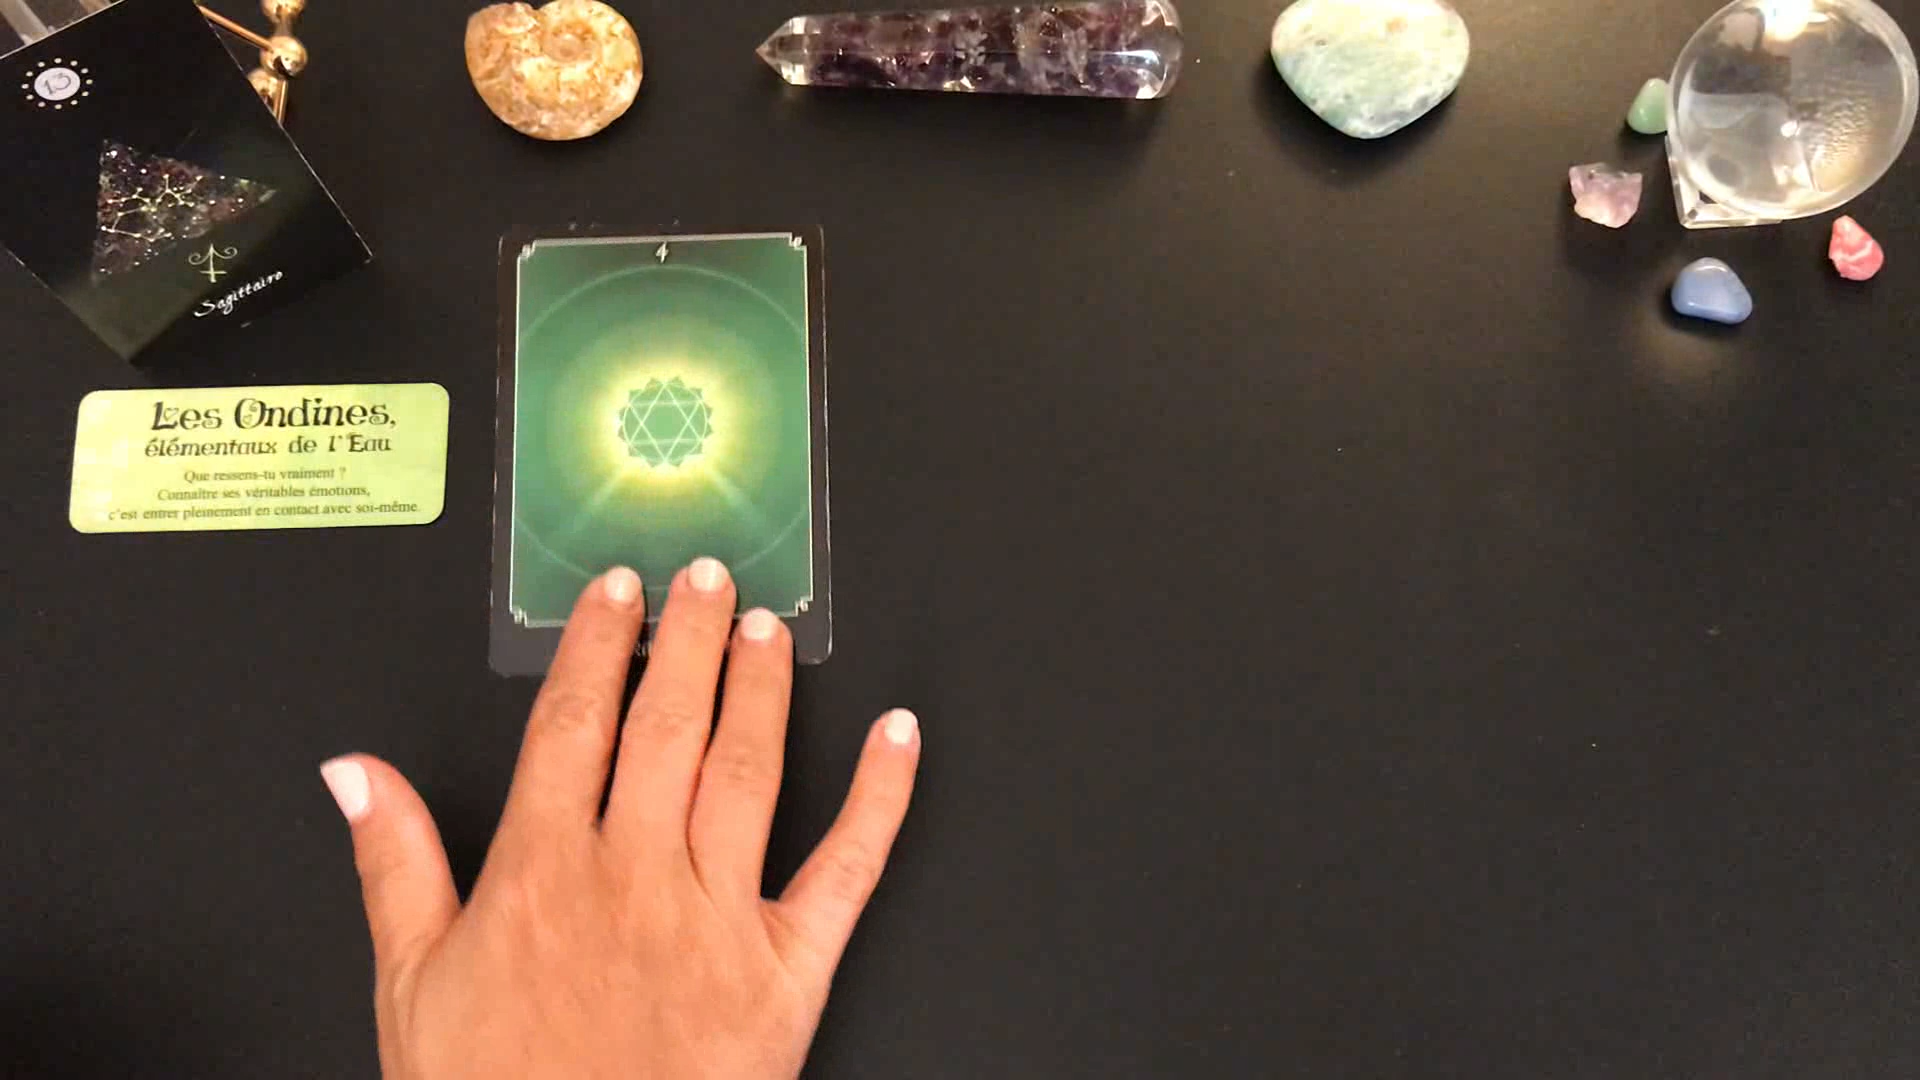 13
Sagittaire
4
Les Ondines,
élémentaux de l'Eau
Que ressens-tu vraiment ?
Connaître ses véritables émotions,
c'est entrer pleinement en contact avec soi-même.